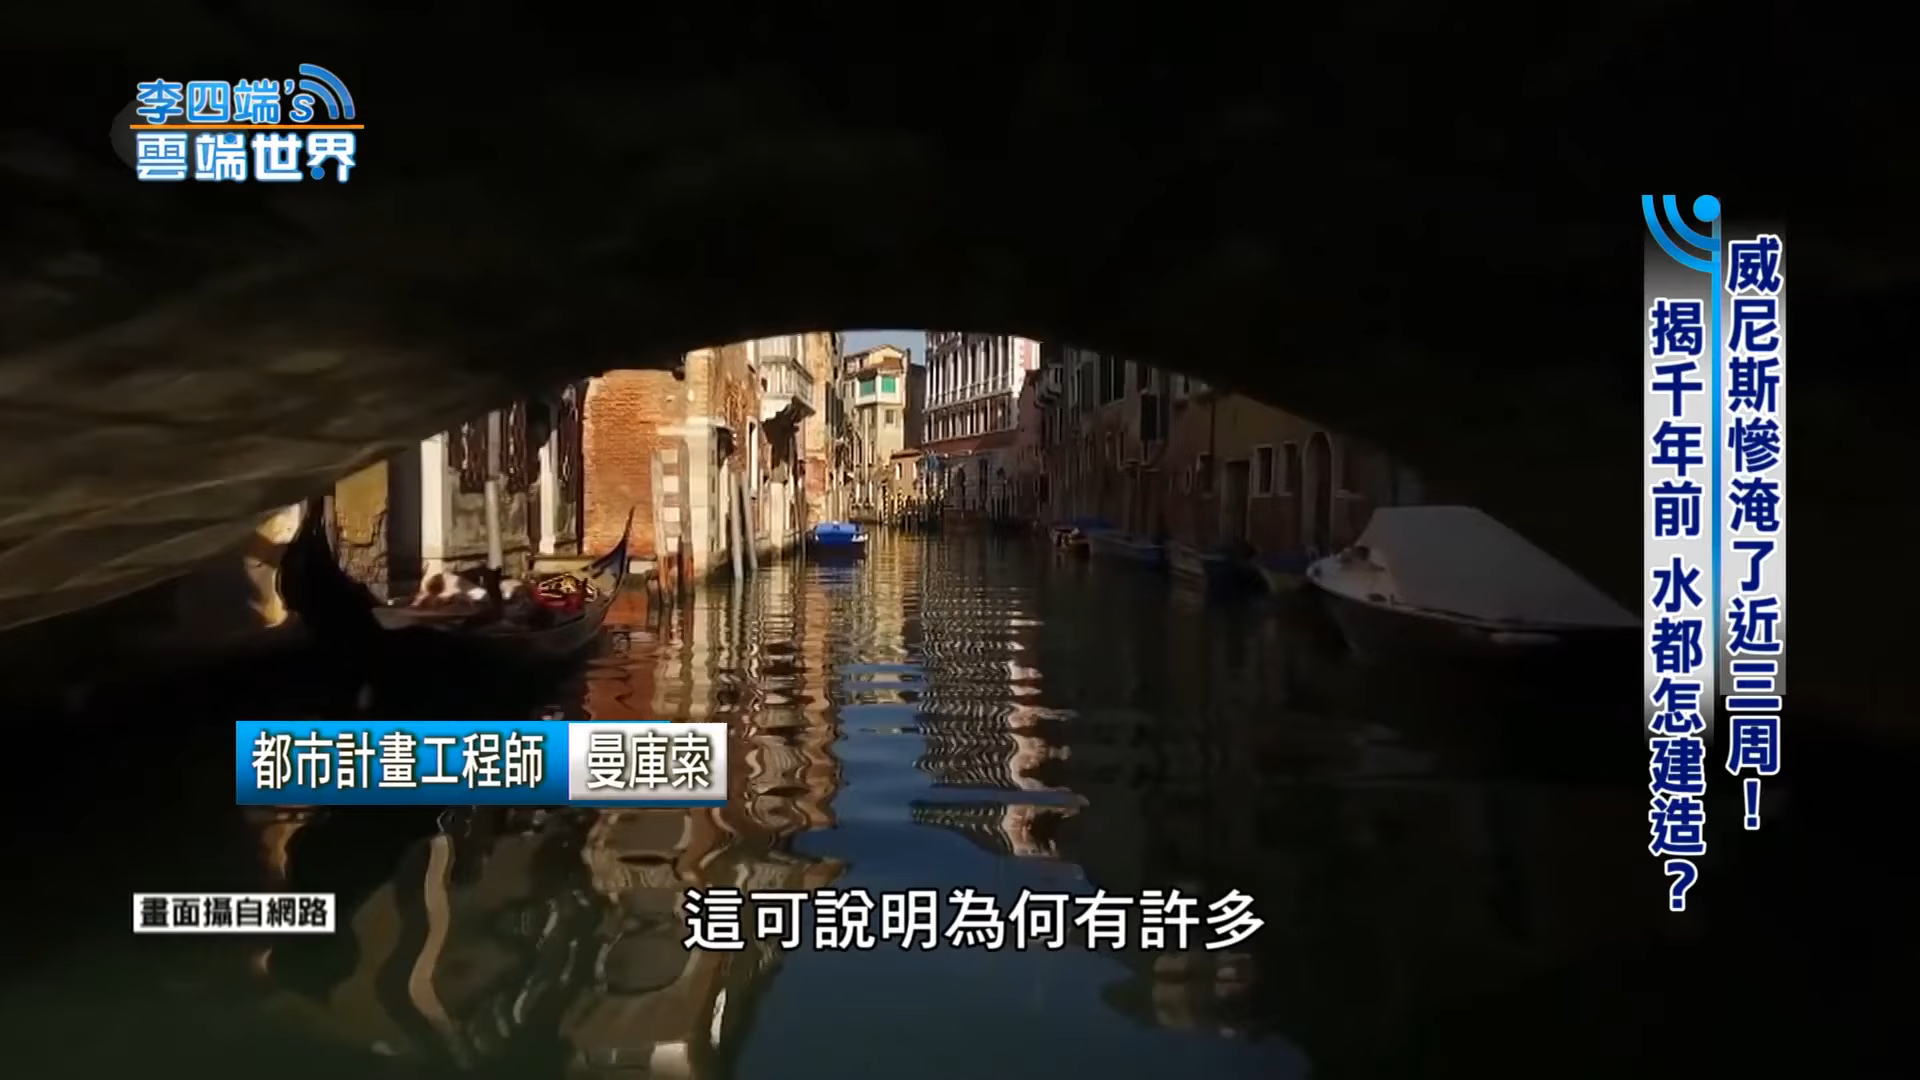 李四端's
雲端世界
威尼斯慘淹了近三周!
揭千年前 水都怎建造?
都市計畫工程師 曼庫索
畫面攝自網路
這可說明為何有許多